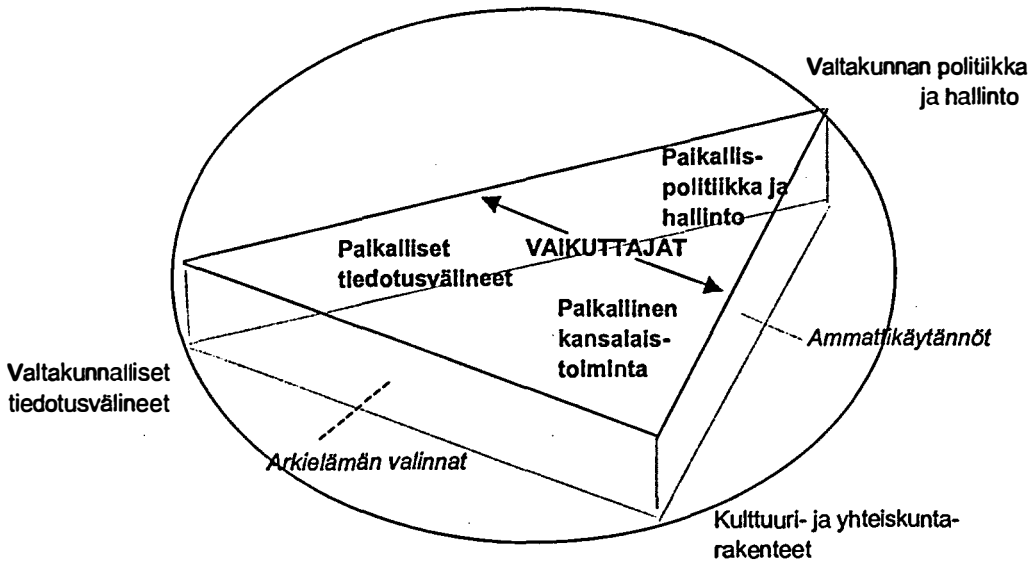 Valtakunnan politiikka
ja hallinto
Paikallis-
politiikka ja
hallinto
Paikalliset
tiedotusvälineet
VAIKUTTAJAT
Paikallinen
kansalais-
toiminta
Ammattikäytännöt
Valtakunnalliset
tiedotusvälineet
Arkielämän valinnat
Kulttuuri- ja yhteiskunta-
rakenteet